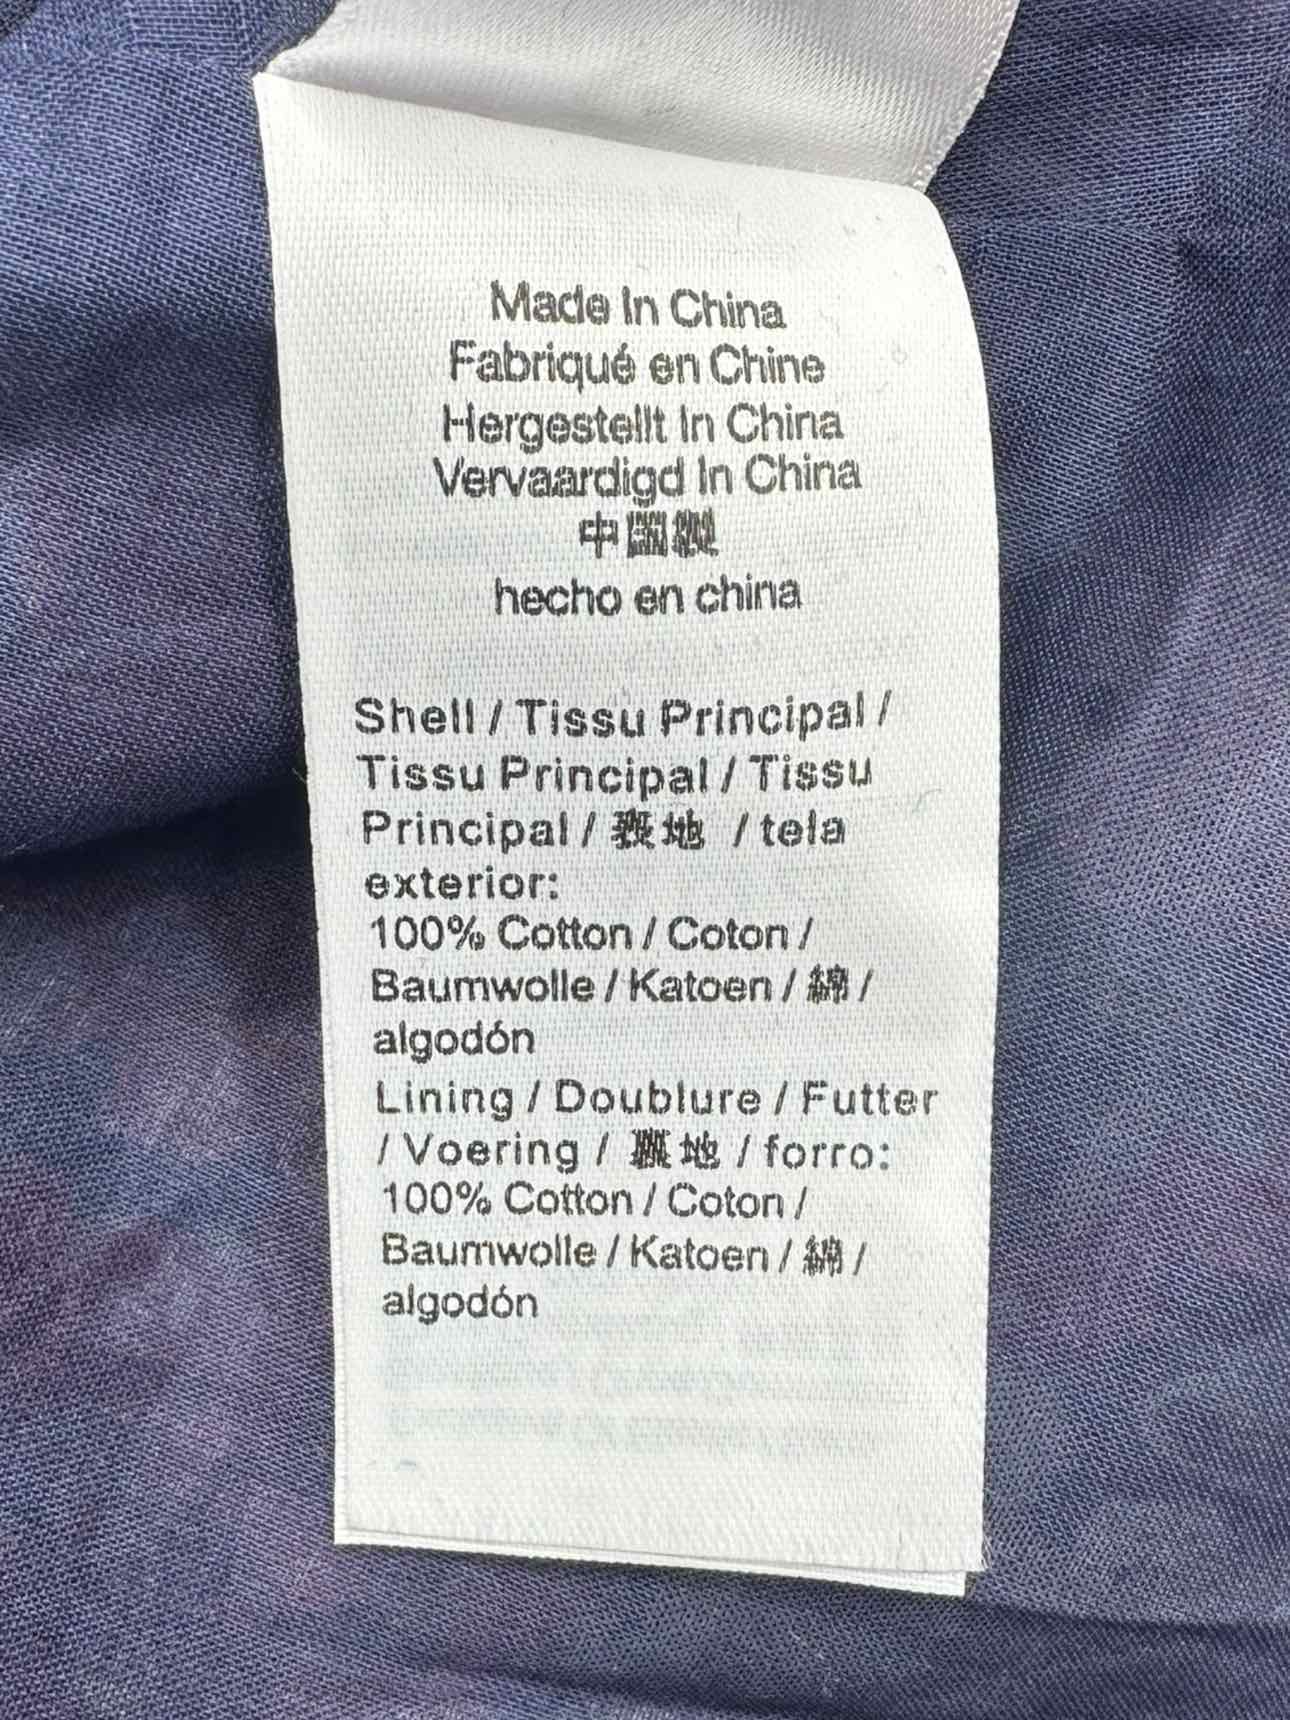 Made In China
Fabriqué en Chine
Hergestellt In China
Vervaardigd In China
中國製
hecho en china
Shell / Tissu Principal /
Tissu Principal / Tissu
Principal / 表地 / tela
exterior:
100% Cotton / Coton /
Baumwolle / Katoen / 綿 /
algodón
Lining / Doublure / Futter
/ Voering / 裏地 / forro:
100% Cotton / Coton /
Baumwolle / Katoen / 綿 /
algodón